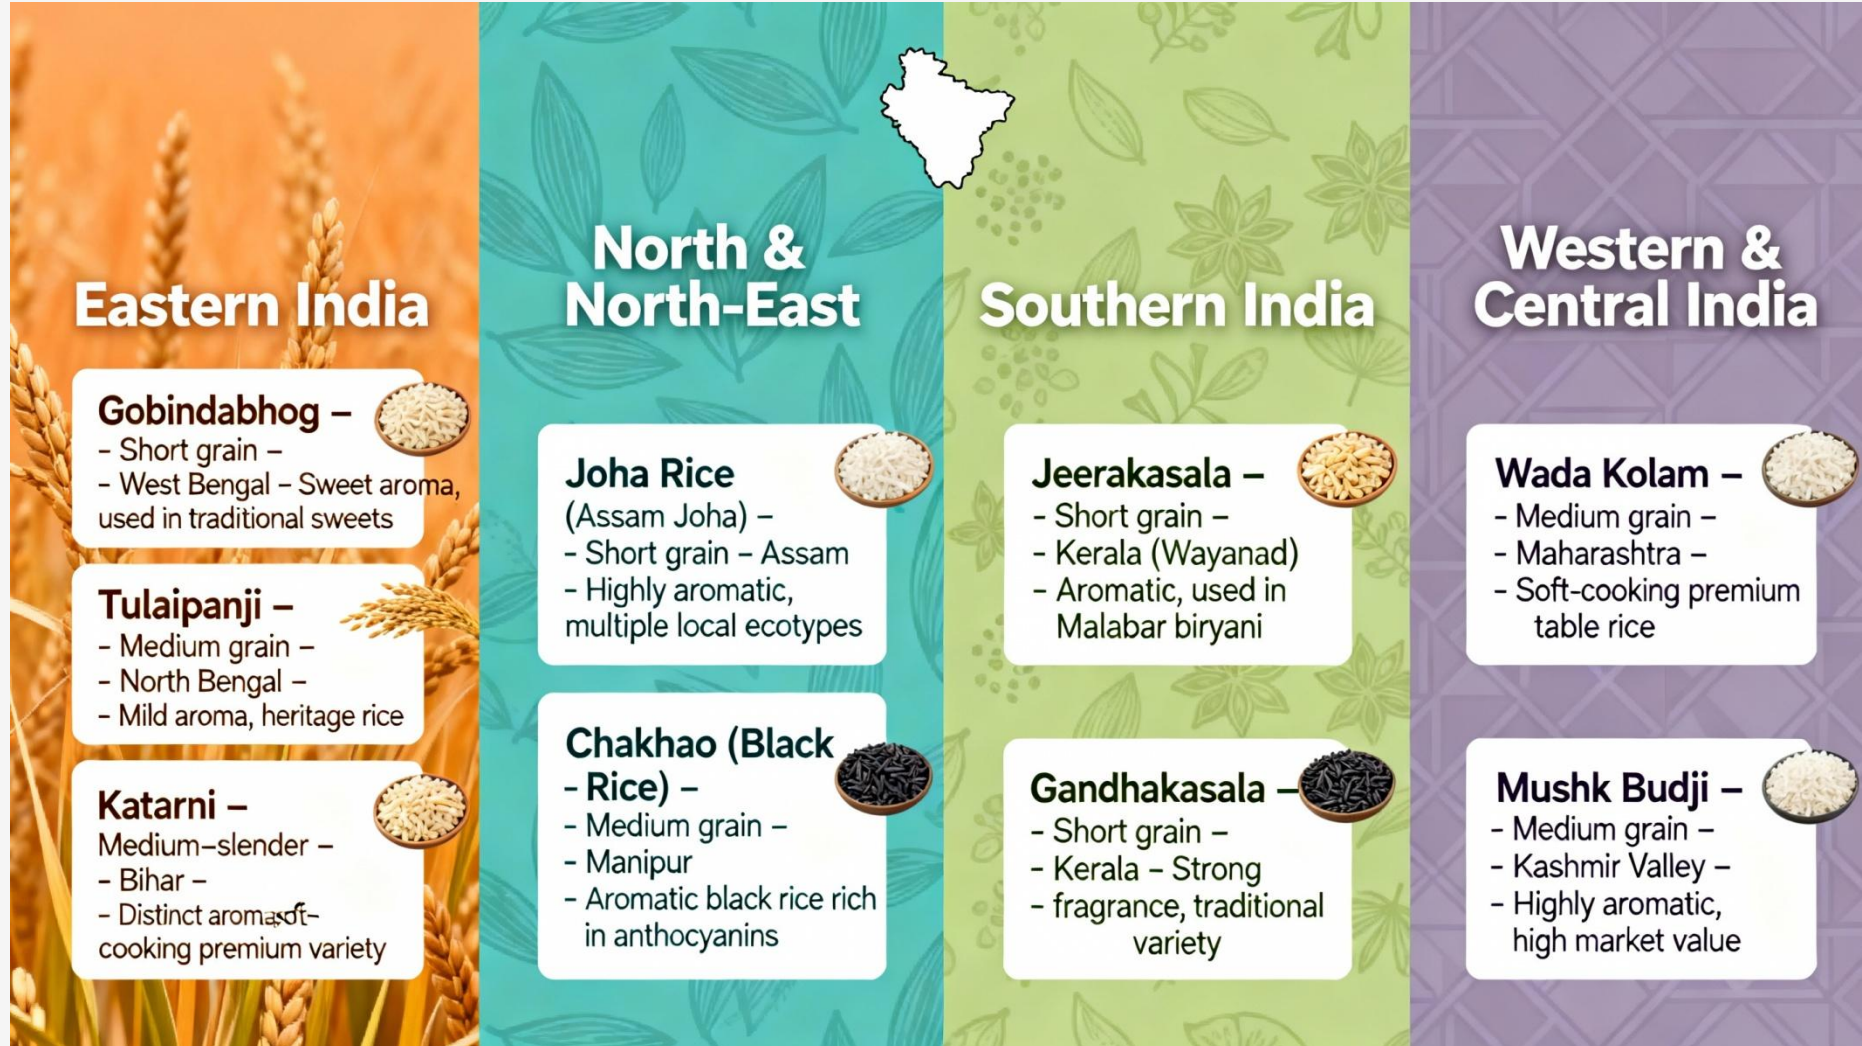 Eastern India
Gobindabhog –
- Short grain –
- West Bengal – Sweet aroma,
used in traditional sweets
Tulaipanji –
- Medium grain –
- North Bengal –
- Mild aroma, heritage rice
Katarni –
Medium–slender –
- Bihar –
- Distinct
cooking premium variety
North &
North-East
Joha Rice
(Assam Joha) –
- Short grain – Assam
- Highly aromatic,
multiple local ecotypes
Chakhao (Black
- Rice) –
- Medium grain –
- Manipur
- Aromatic black rice rich
in anthocyanins
Southern India
Jeerakasala –
- Short grain –
- Kerala (Wayanad)
- Aromatic, used in
Malabar biryani
Gandhakasala –
- Short grain –
- Kerala – Strong
- fragrance, traditional
variety
Western &
Central India
Wada Kolam –
- Medium grain –
- Maharashtra –
- Soft-cooking premium
table rice
Mushk Budji –
- Medium grain –
- Kashmir Valley –
- Highly aromatic,
high market value